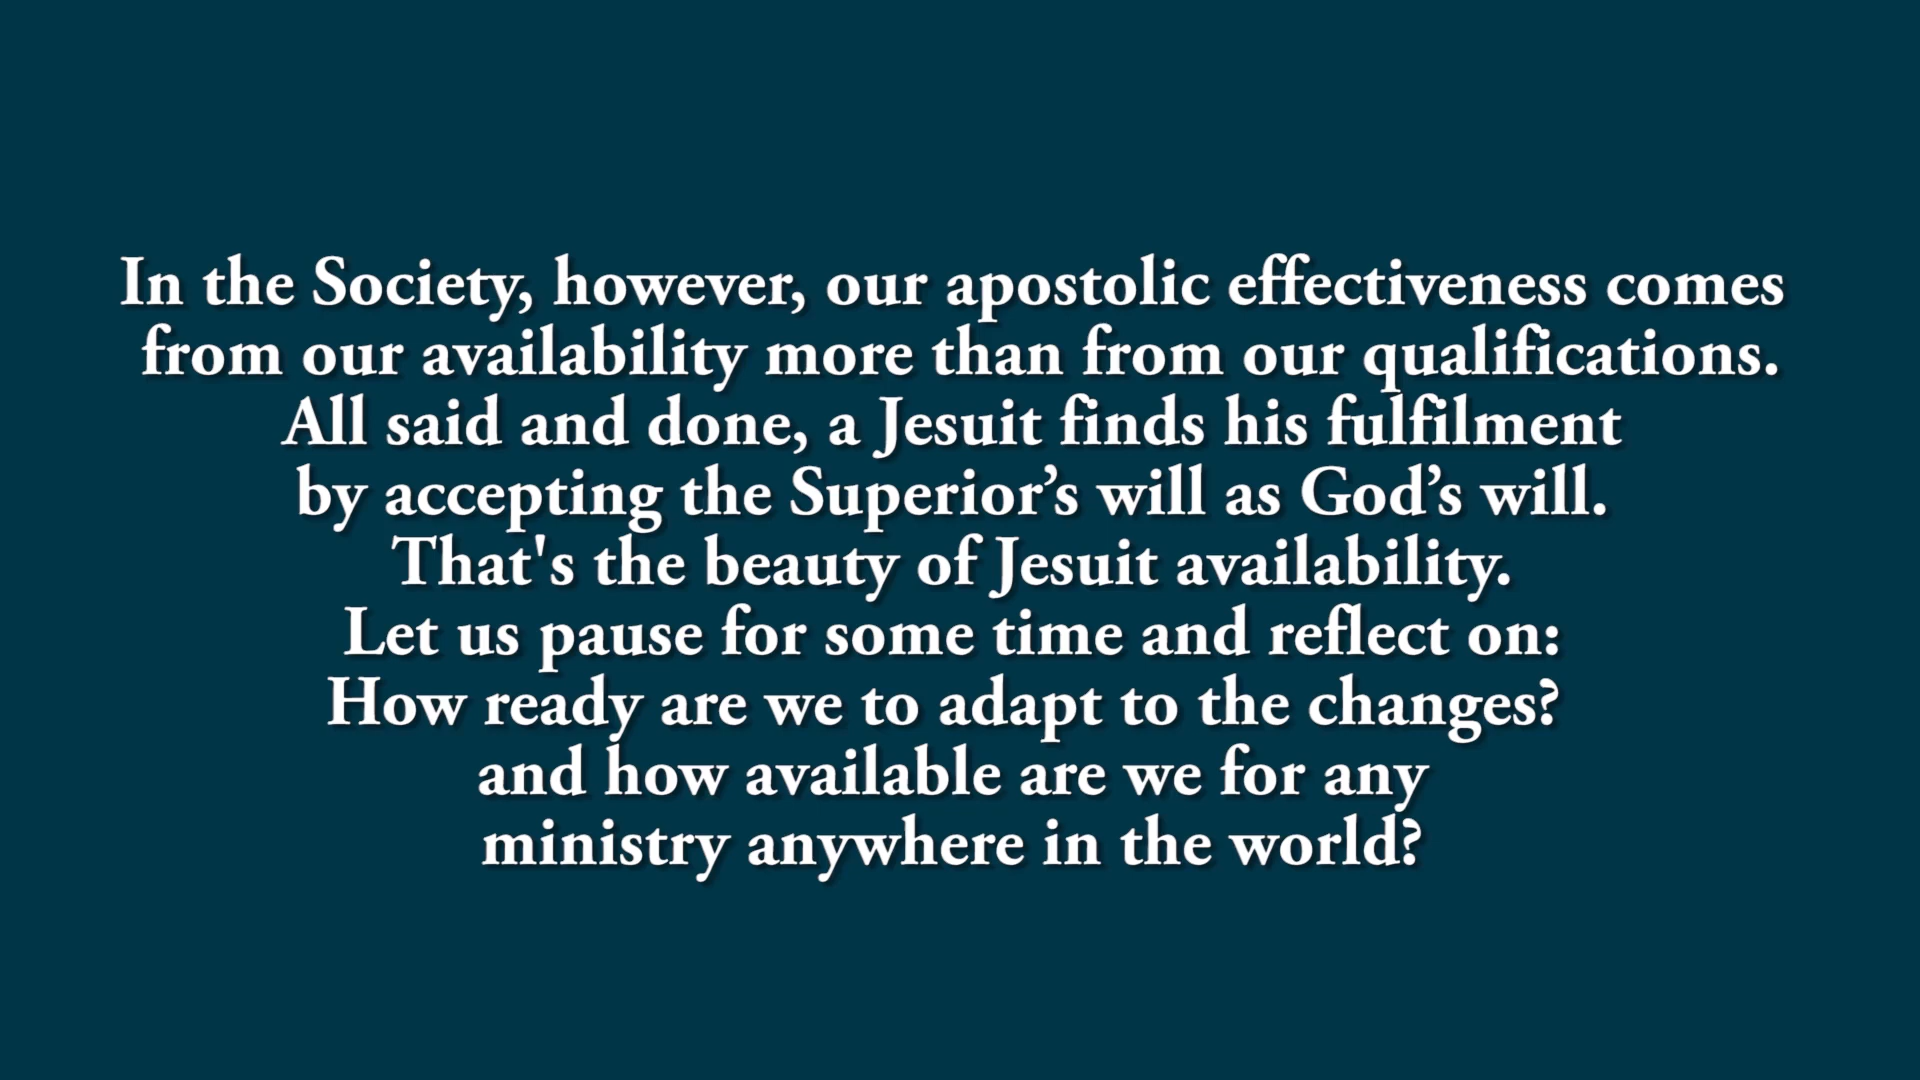 In the Society, however, our apostolic effectiveness comes
from our availability more than from our qualifications.
All said and done, a Jesuit finds his fulfilment
by accepting the Superior’s will as God’s will.
That's the beauty of Jesuit availability.
Let us pause for some time and reflect on:
How ready are we to adapt to the changes?
and how available are we for any
ministry anywhere in the world?